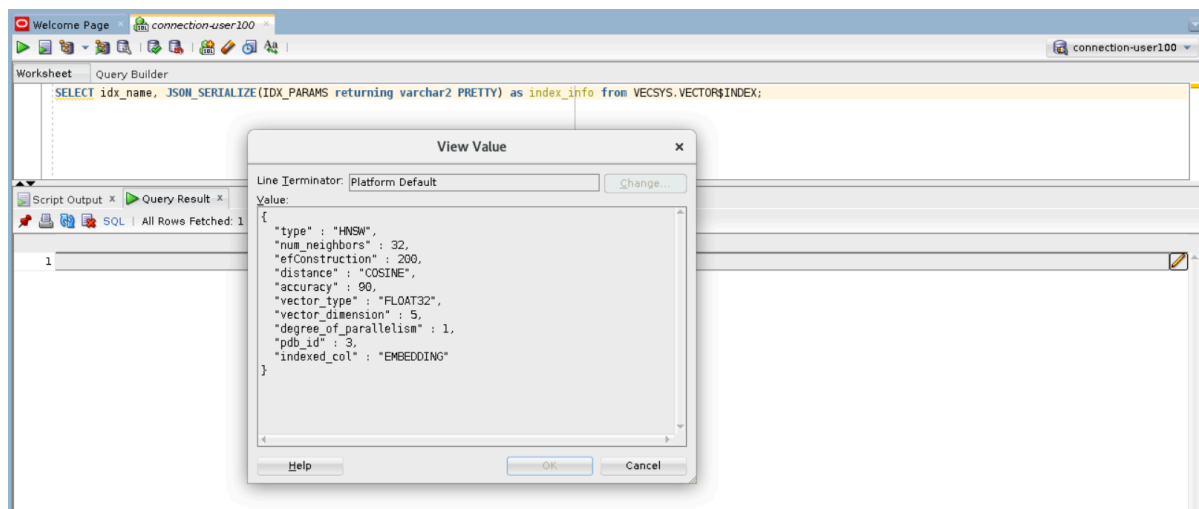 Welcome Page
connection-user100
connection-user100
Worksheet
Query Builder
SELECT idx_name, JSON_SERIALIZE(IDX_PARAMS returning varchar2 PRETTY) as index_info from VECSYS.VECTOR$INDEX;
View Value
Line Terminator: Platform Default
Change...
Value:
{
"type" : "HNSW",
"num_neighbors" : 32,
"efConstruction" : 200,
"distance" : "COSINE",
"accuracy" : 90,
"vector_type" : "FLOAT32",
"vector_dimension" : 5,
"degree_of_parallelism" : 1,
"pdb_id" : 3,
"indexed_col" : "EMBEDDING"
}
Help
OK
Cancel
Script Output
Query Result
SQL | All Rows Fetched: 1
1